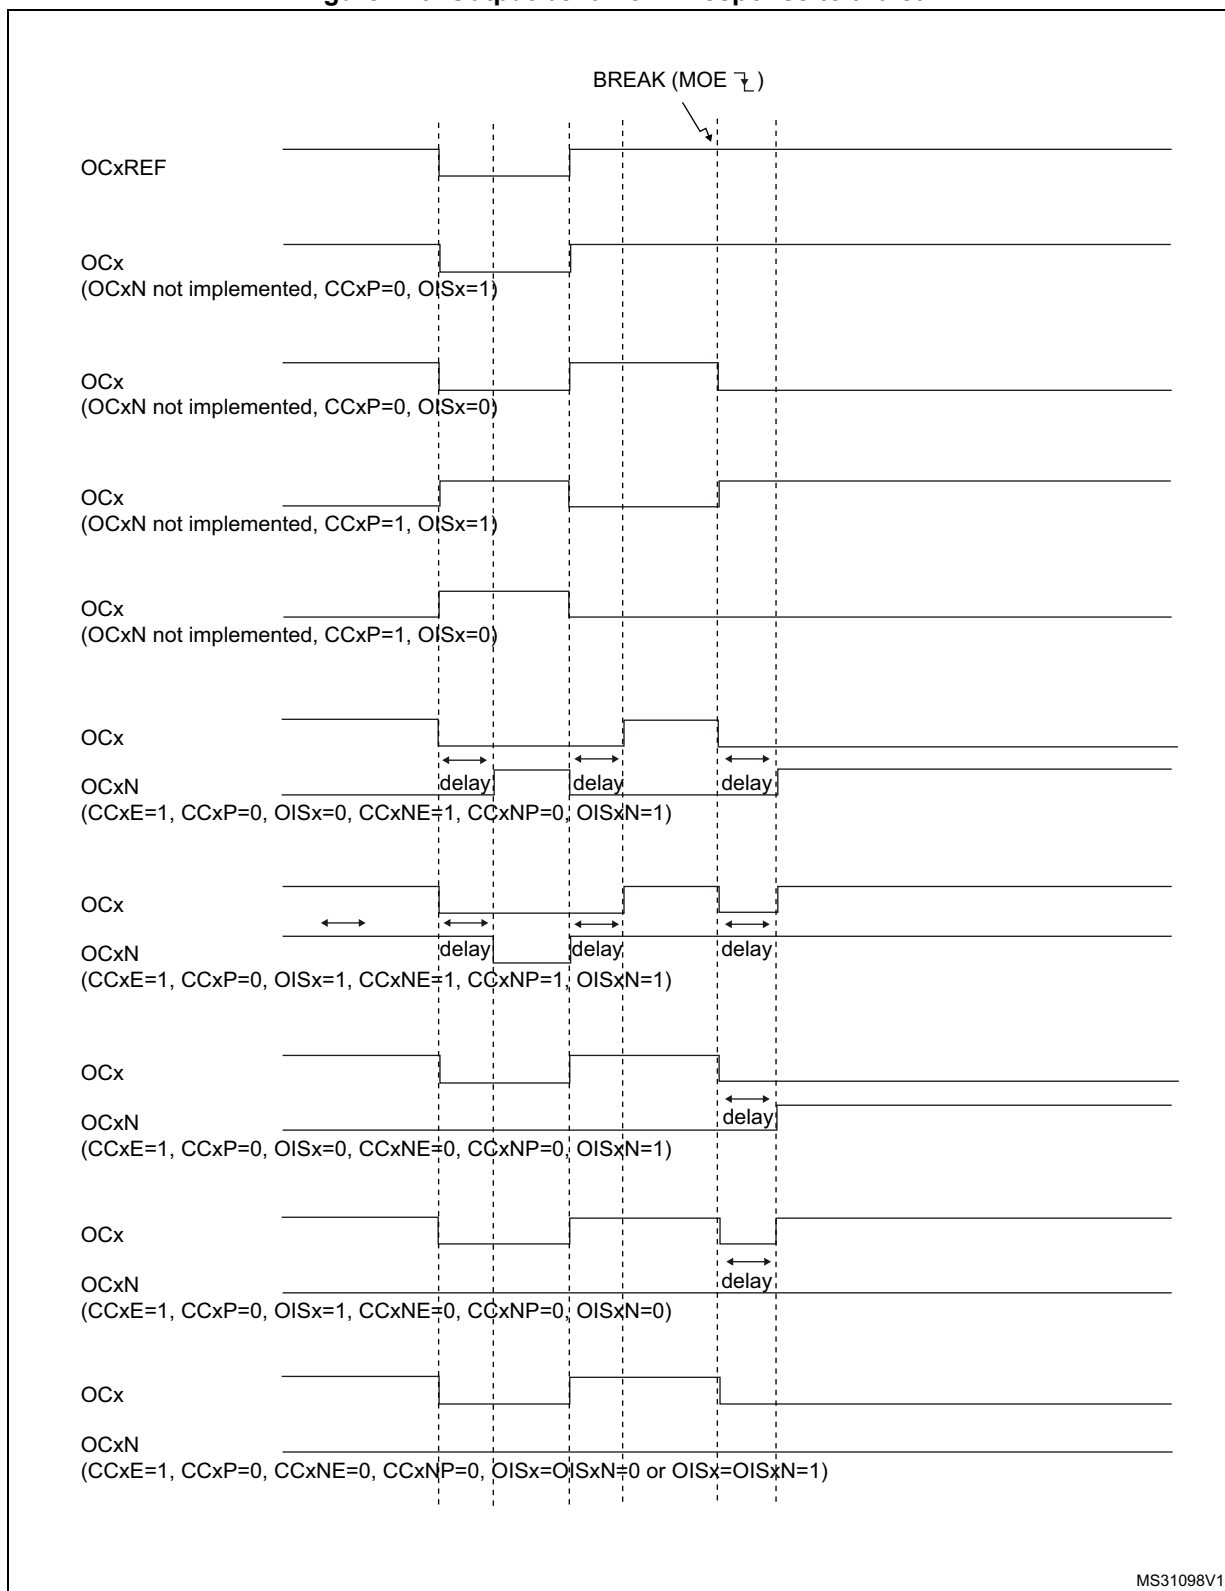 BREAK (MOE )
OCxREF
OCx
(OCxN not implemented, CCxP=0, OISx=1)
OCx
(OCxN not implemented, CCxP=0, OISx=0)
OCx
(OCxN not implemented, CCxP=1, OISx=1)
OCx
(OCxN not implemented, CCxP=1, OISx=0)
OCx
OCxN delay delay delay
(CCxE=1, CCxP=0, OISx=0, CCxNE=1, CCxNP=0, OISxN=1)
OCx
OCxN delay delay delay
(CCxE=1, CCxP=0, OISx=1, CCxNE=1, CCxNP=1, OISxN=1)
OCx
OCxN delay
(CCxE=1, CCxP=0, OISx=0, CCxNE=0, CCxNP=0, OISxN=1)
OCx
OCxN delay
(CCxE=1, CCxP=0, OISx=1, CCxNE=0, CCxNP=0, OISxN=0)
OCx
OCxN
(CCxE=1, CCxP=0, CCxNE=0, CCxNP=0, OISx=OISxN=0 or OISx=OISxN=1)
MS31098V1